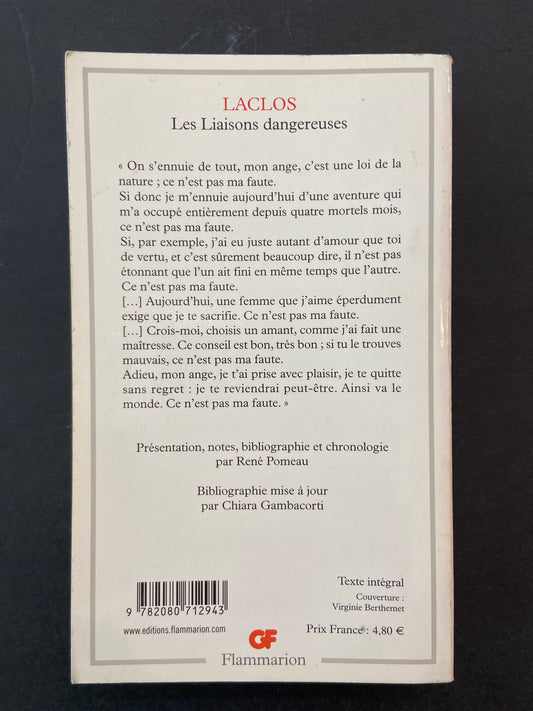 LACLOS
Les Liaisons dangereuses
« On s'ennuie de tout, mon ange, c'est une loi de la
nature ; ce n'est pas ma faute.
Si donc je m'ennuie aujourd'hui d'une aventure qui
m'a occupé entièrement depuis quatre mortels mois,
ce n'est pas ma faute.
Si, par exemple, j'ai eu juste autant d'amour que toi
de vertu, et c'est sûrement beaucoup dire, il n'est pas
étonnant que l'un ait fini en même temps que l'autre.
Ce n'est pas ma faute.
[…] Aujourd'hui, une femme que j'aime éperdument
exige que je te sacrifie. Ce n'est pas ma faute.
[…] Crois-moi, choisis un amant, comme j'ai fait une
maîtresse. Ce conseil est bon, très bon ; si tu le trouves
mauvais, ce n'est pas ma faute.
Adieu, mon ange, je t'ai prise avec plaisir, je te quitte
sans regret : je te reviendrai peut-être. Ainsi va le
monde. Ce n'est pas ma faute. »
Présentation, notes, bibliographie et chronologie
par René Pomeau
Bibliographie mise à jour
par Chiara Gambacorti
9 782080 712943
www.editions.flammarion.com
Texte intégral
Couverture :
Virginie Berthemet
Prix France : 4,80 €
GF
Flammarion